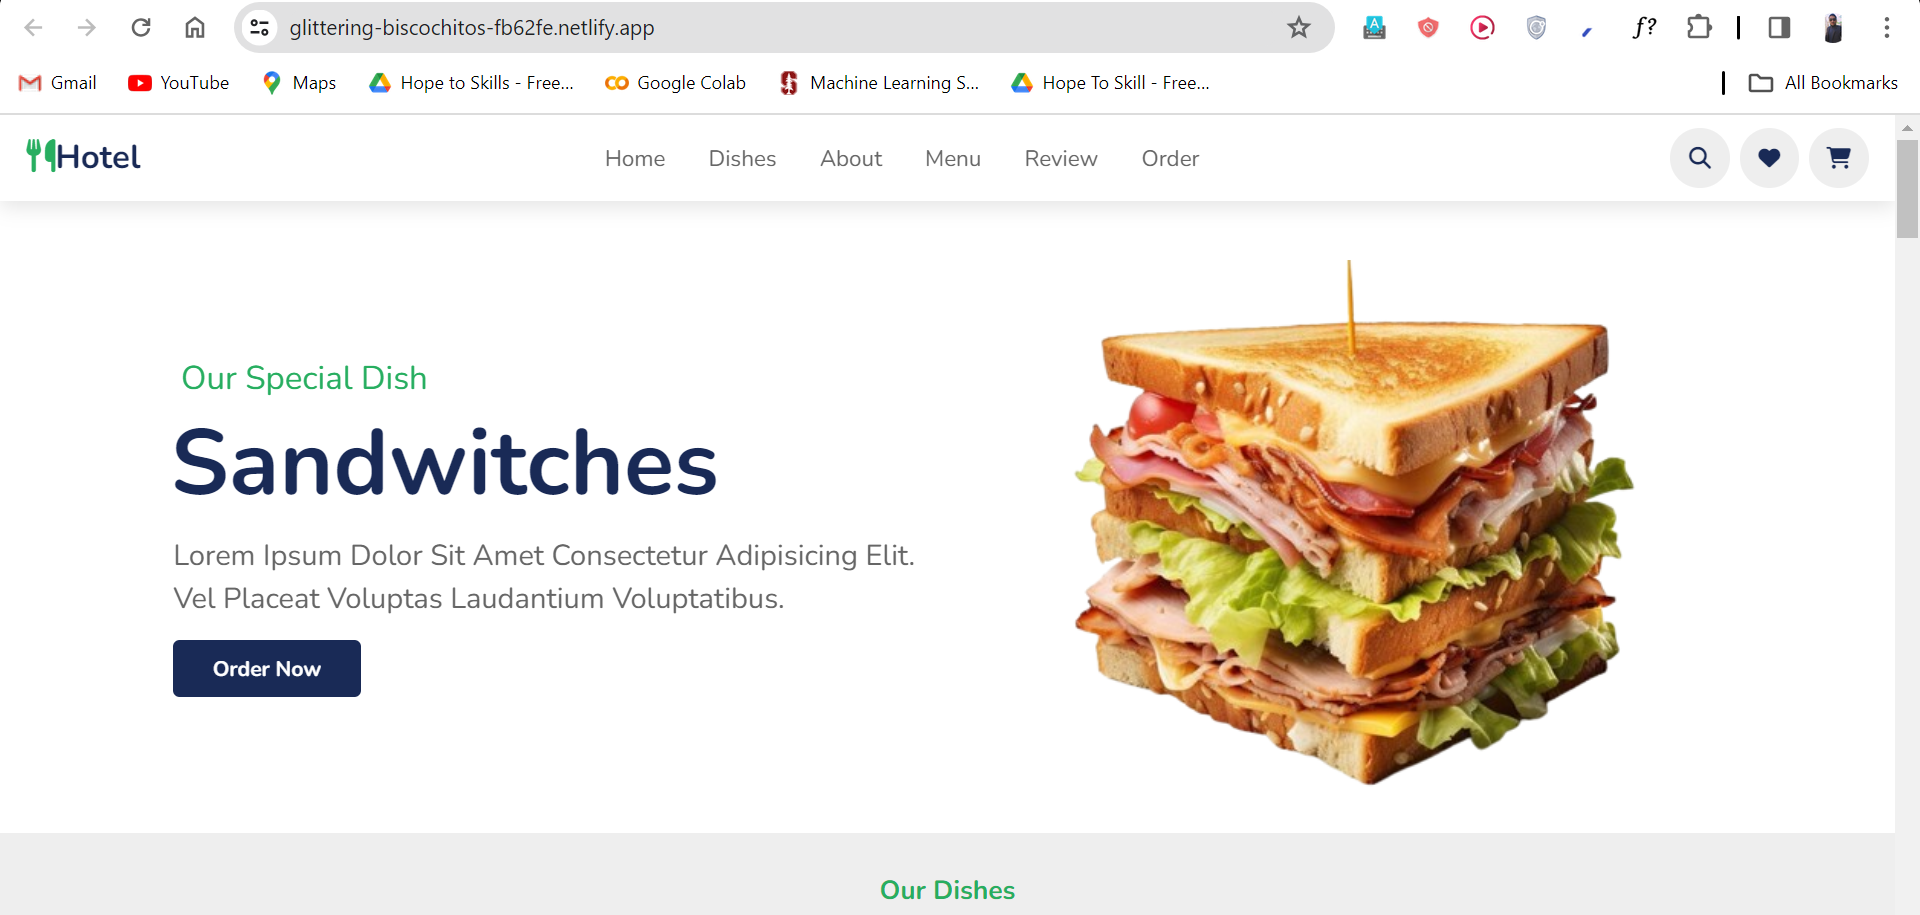 glittering-biscochitos-fb62fe.netlify.app
f?
Gmail YouTube Maps Hope to Skills - Free... Google Colab Machine Learning S... Hope To Skill - Free... All Bookmarks
Hotel Home Dishes About Menu Review Order
Our Special Dish
Sandwitches
Lorem Ipsum Dolor Sit Amet Consectetur Adipisicing Elit.
Vel Placeat Voluptas Laudantium Voluptatibus.
Order Now
Our Dishes